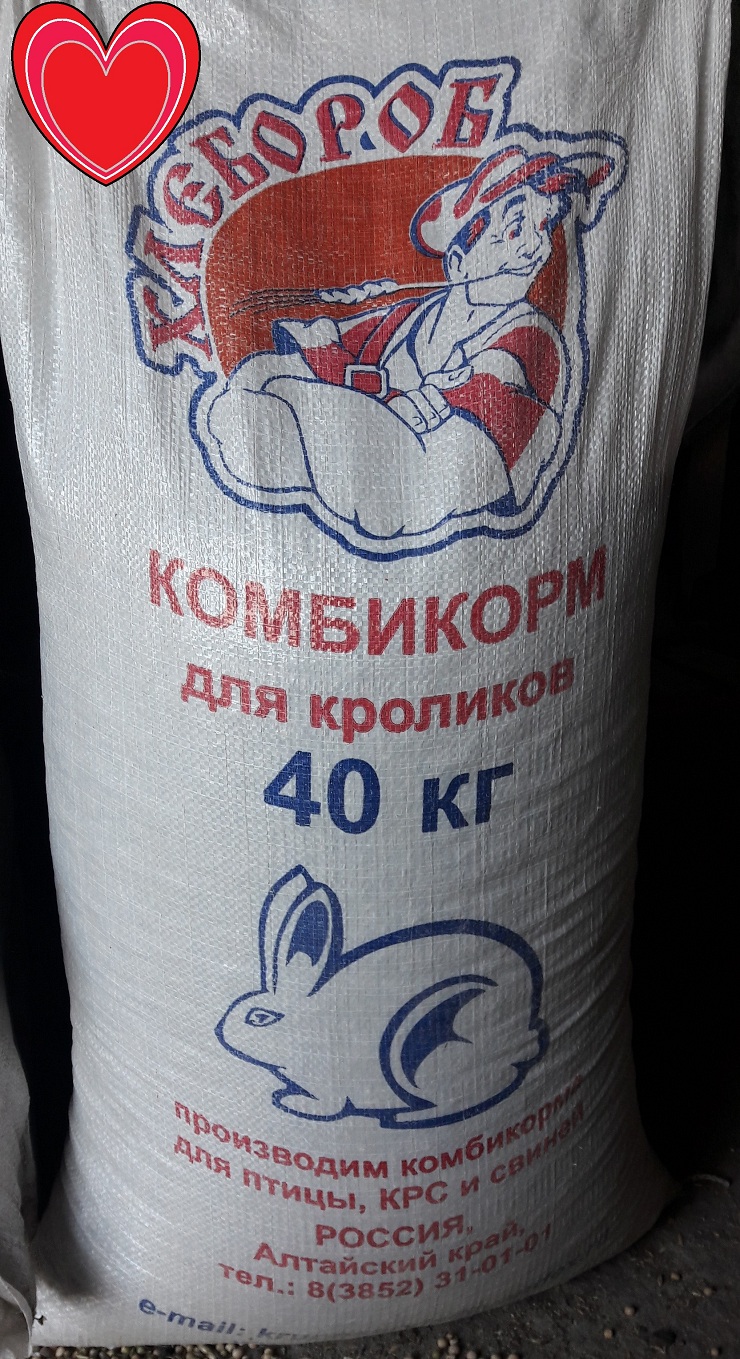 ХЛЕБОРОБ
КОМБИКОРМ
для кроликов
40 кг
производим комбикорма
для птицы, КРС и свиней
РОССИЯ,
Алтайский край,
тел.: 8(3852) 31-01-01
e-mail: